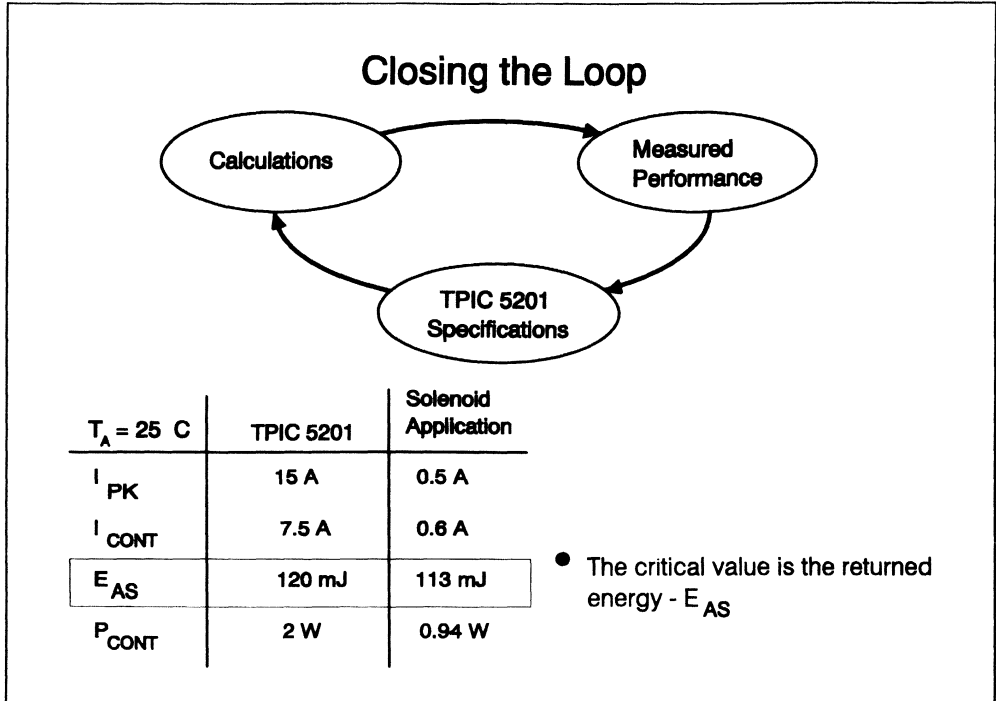 Closing the Loop
Calculations
Measured
Performance
TPIC 5201
Specifications
T_A = 25 C | TPIC 5201 | Solenoid Application
I_PK | 15 A | 0.5 A
I_CONT | 7.5 A | 0.6 A
E_AS | 120 mJ | 113 mJ
P_CONT | 2 W | 0.94 W
● The critical value is the returned
energy - E_AS